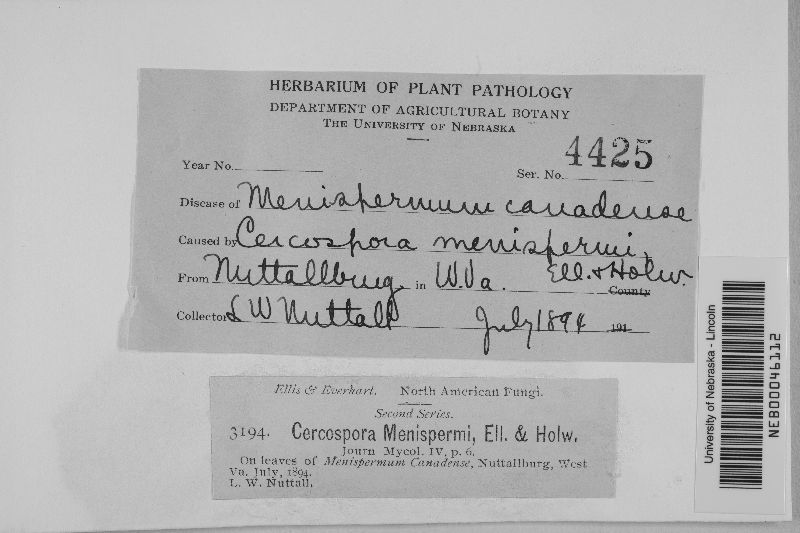 HERBARIUM OF PLANT PATHOLOGY
DEPARTMENT OF AGRICULTURAL BOTANY
THE UNIVERSITY OF NEBRASKA
4425
Year No.
Ser. No.
Disease of Menispermum canadense
Caused by Cercospora menispermi,
Ell. & Holw.
From Nuttallburg in W.Va. County
Collector L W Nuttall July 1894 191
Ellis & Everhart. North American Fungi.
Second Series.
3194. Cercospora Menispermi, Ell. & Holw.
Journ Mycol. IV, p. 6.
On leaves of Menispermum Canadense, Nuttallburg, West
Va. July, 1894.
L. W. Nuttall.
University of Nebraska - Lincoln
NEB00046112